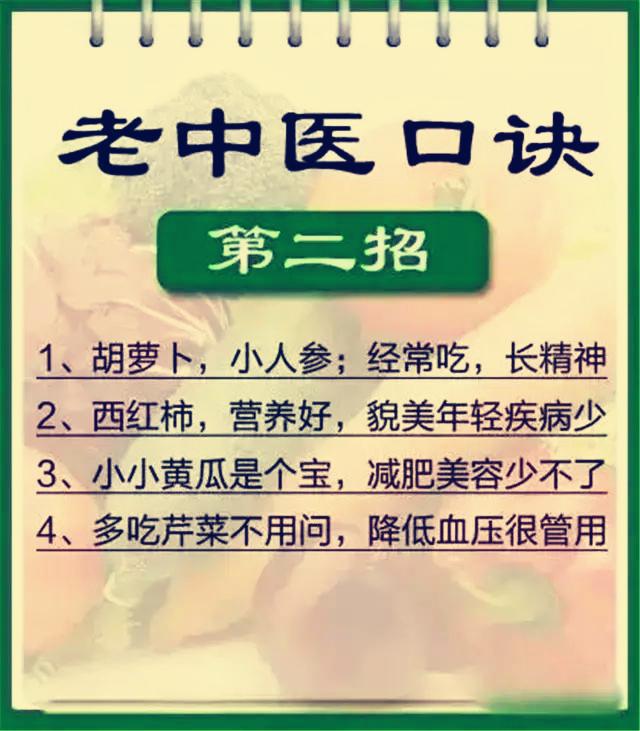 老中医口诀
第二招
1、胡萝卜，小人参；经常吃，长精神
2、西红柿，营养好，貌美年轻疾病少
3、小小黄瓜是个宝，减肥美容少不了
4、多吃芹菜不用问，降低血压很管用